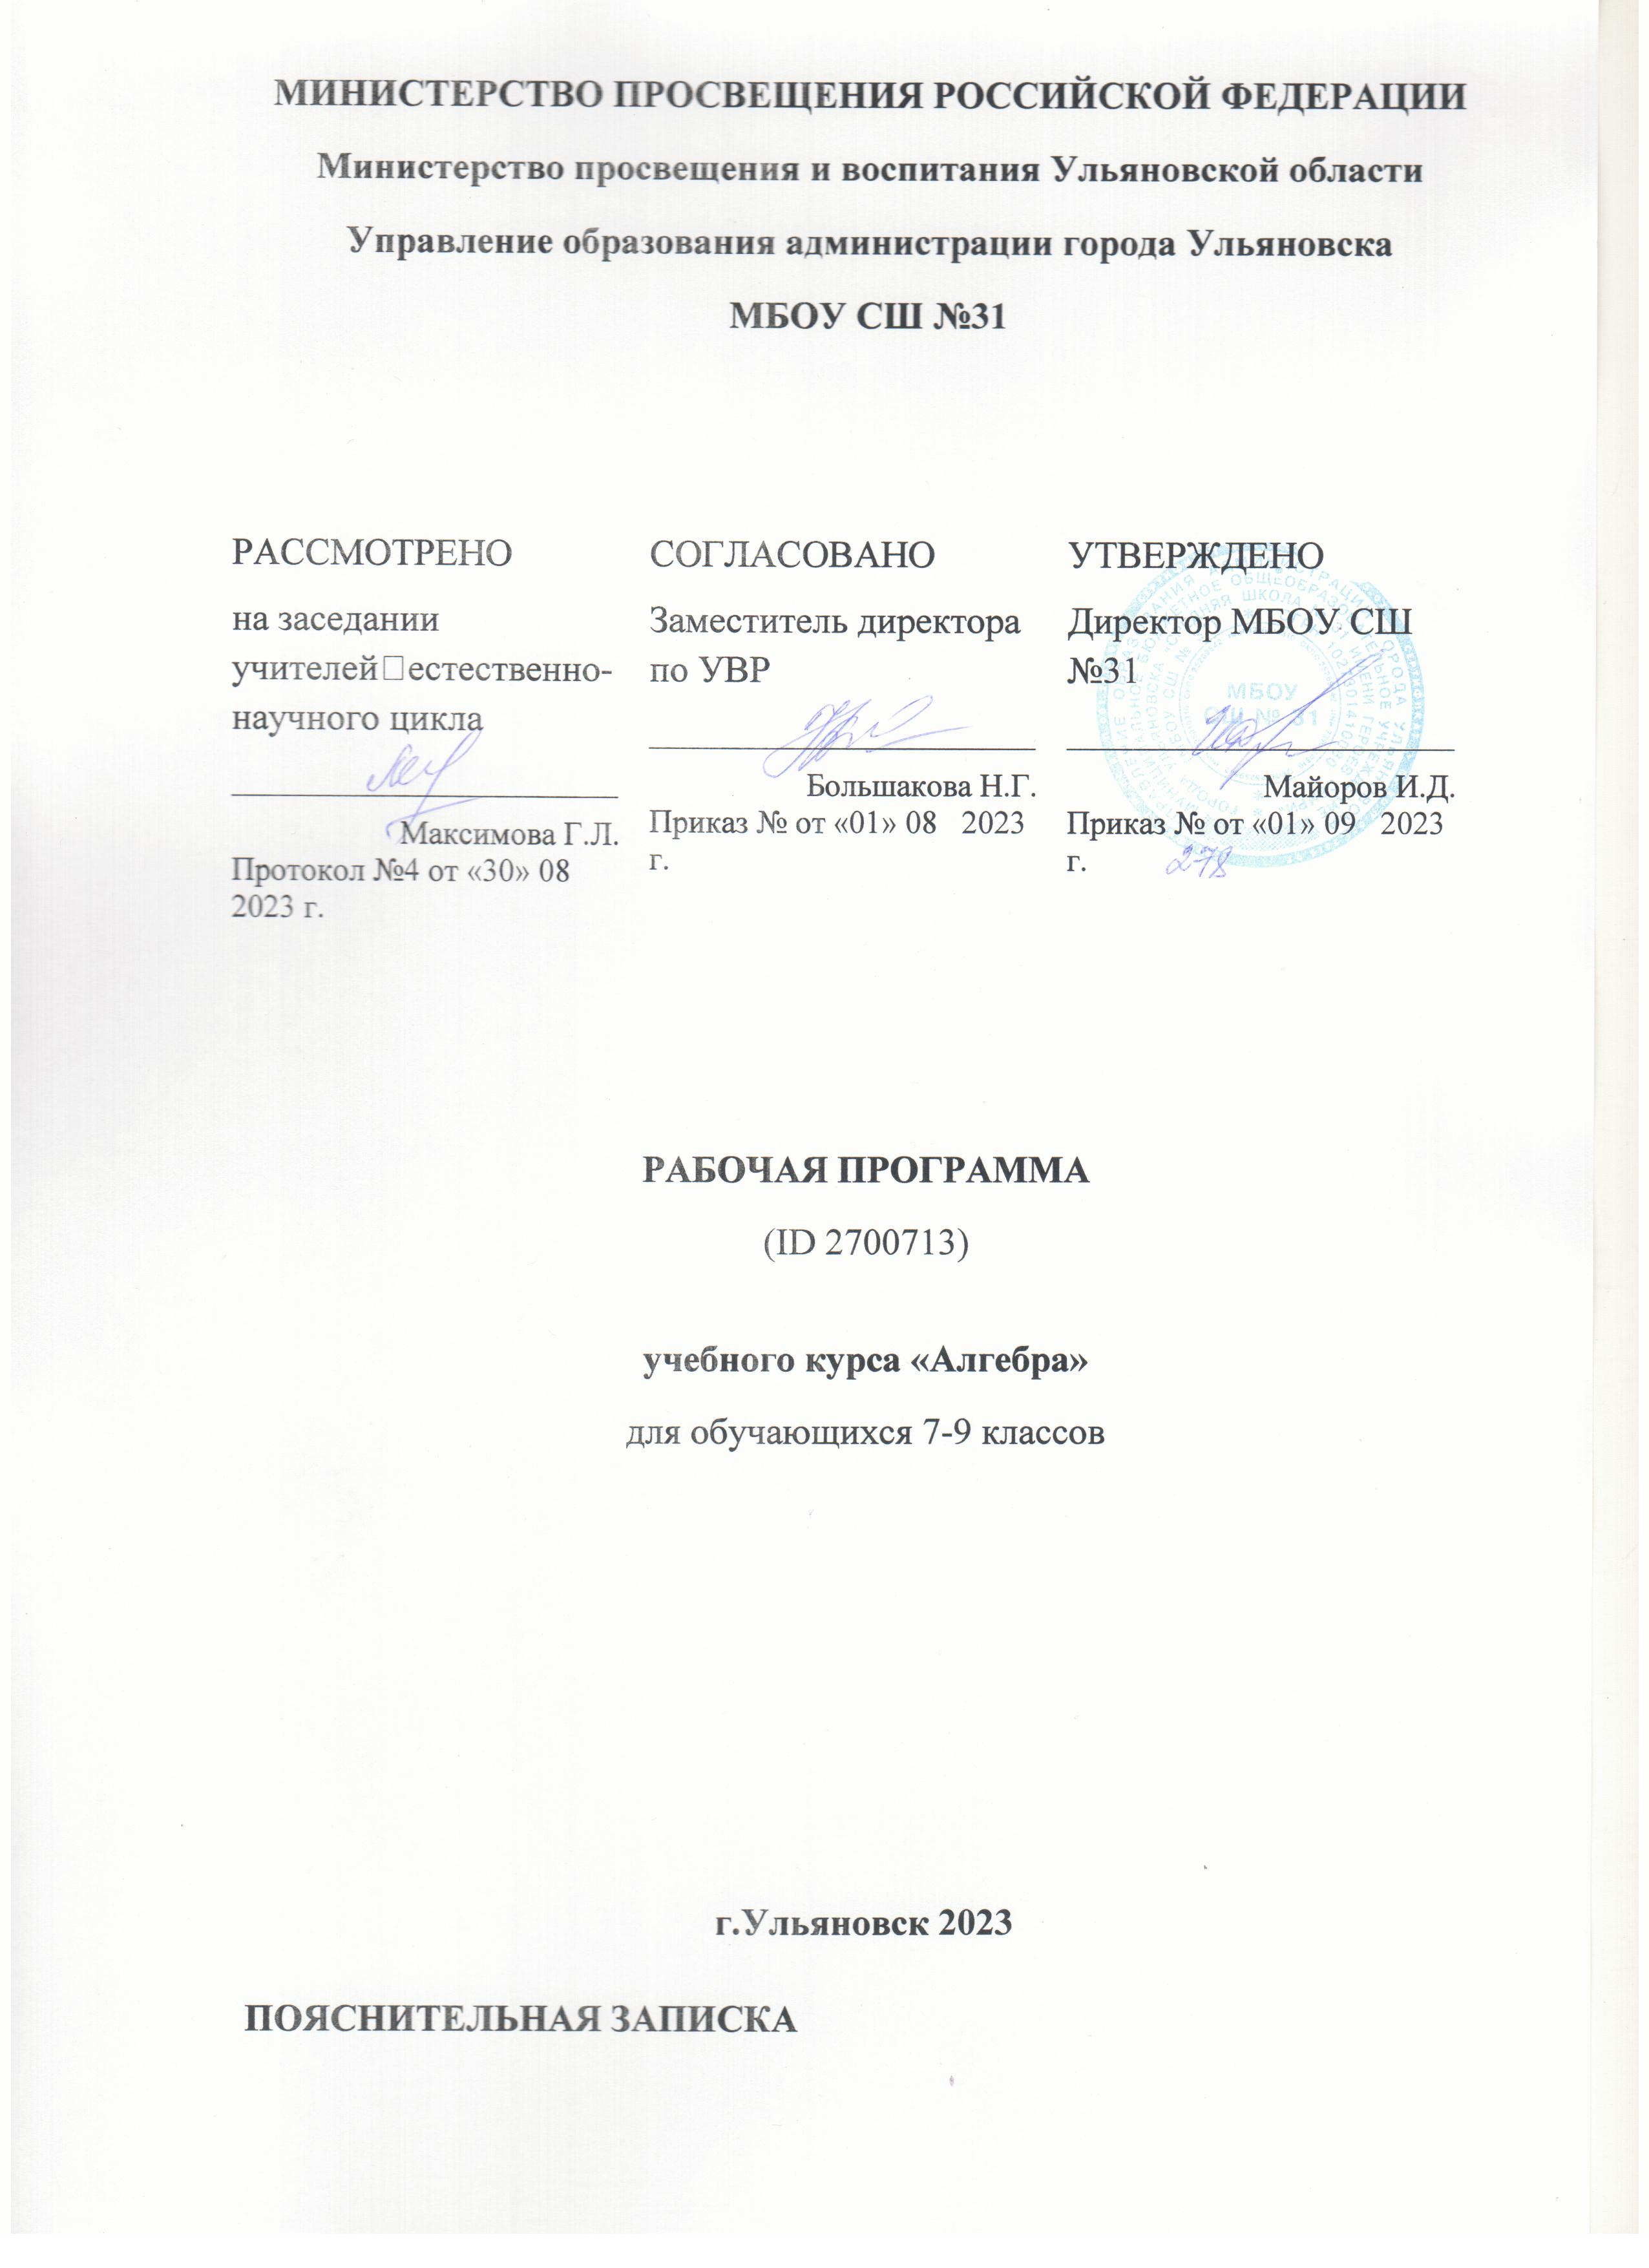 МИНИСТЕРСТВО ПРОСВЕЩЕНИЯ РОССИЙСКОЙ ФЕДЕРАЦИИ
Министерство просвещения и воспитания Ульяновской области
Управление образования администрации города Ульяновска
МБОУ СШ №31
РАССМОТРЕНО
на заседании
учителей□естественно-
научного цикла
Максимова Г.Л.
Протокол №4 от «30» 08
2023 г.
СОГЛАСОВАНО
Заместитель директора
по УВР
Большакова Н.Г.
Приказ № от «01» 08 2023
г.
УТВЕРЖДЕНО
Директор МБОУ СШ
№31
МБОУ
СШ № 31
Майоров И.Д.
Приказ № от «01» 09 2023
г.
278
РАБОЧАЯ ПРОГРАММА
(ID 2700713)
учебного курса «Алгебра»
для обучающихся 7-9 классов
г.Ульяновск 2023
ПОЯСНИТЕЛЬНАЯ ЗАПИСКА